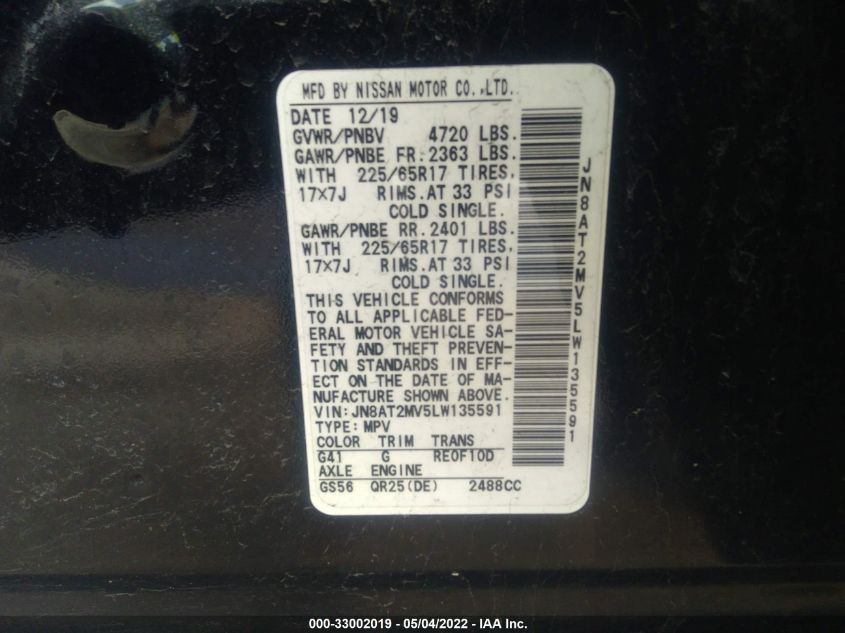 MFD BY NISSAN MOTOR CO.,LTD.
DATE 12/19
GVWR/PNBV 4720 LBS.
GAWR/PNBE FR.2363 LBS.
WITH 225/65R17 TIRES,
17×7J RIMS.AT 33 PSI
COLD SINGLE.
GAWR/PNBE RR.2401 LBS.
WITH 225/65R17 TIRES,
17×7J RIMS.AT 33 PSI
COLD SINGLE.
THIS VEHICLE CONFORMS
TO ALL APPLICABLE FED-
ERAL MOTOR VEHICLE SA-
FETY AND THEFT PREVEN-
TION STANDARDS IN EFF-
ECT ON THE DATE OF MA-
NUFACTURE SHOWN ABOVE.
VIN:JN8AT2MV5LW135591
TYPE:MPV
COLOR TRIM TRANS
G41 G RE0F10D
AXLE ENGINE
GS56 QR25(DE) 2488CC
JN8AT2MV5LW135591
000-33002019 - 05/04/2022 - IAA Inc.